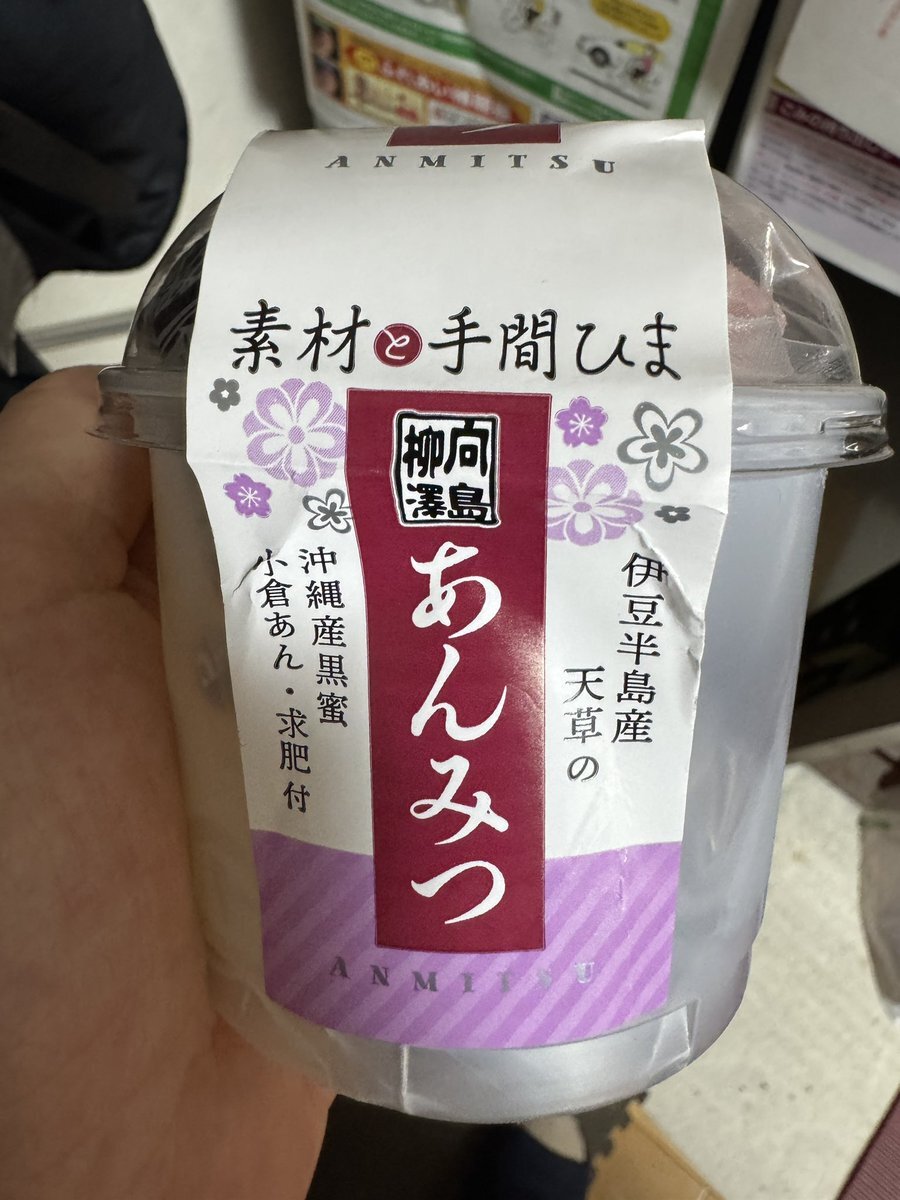 ANMITSU
素材と手間ひま
向島
柳澤
あんみつ
伊豆半島産
天草の
沖縄産黒蜜
小倉あん・求肥付
ANMITSU